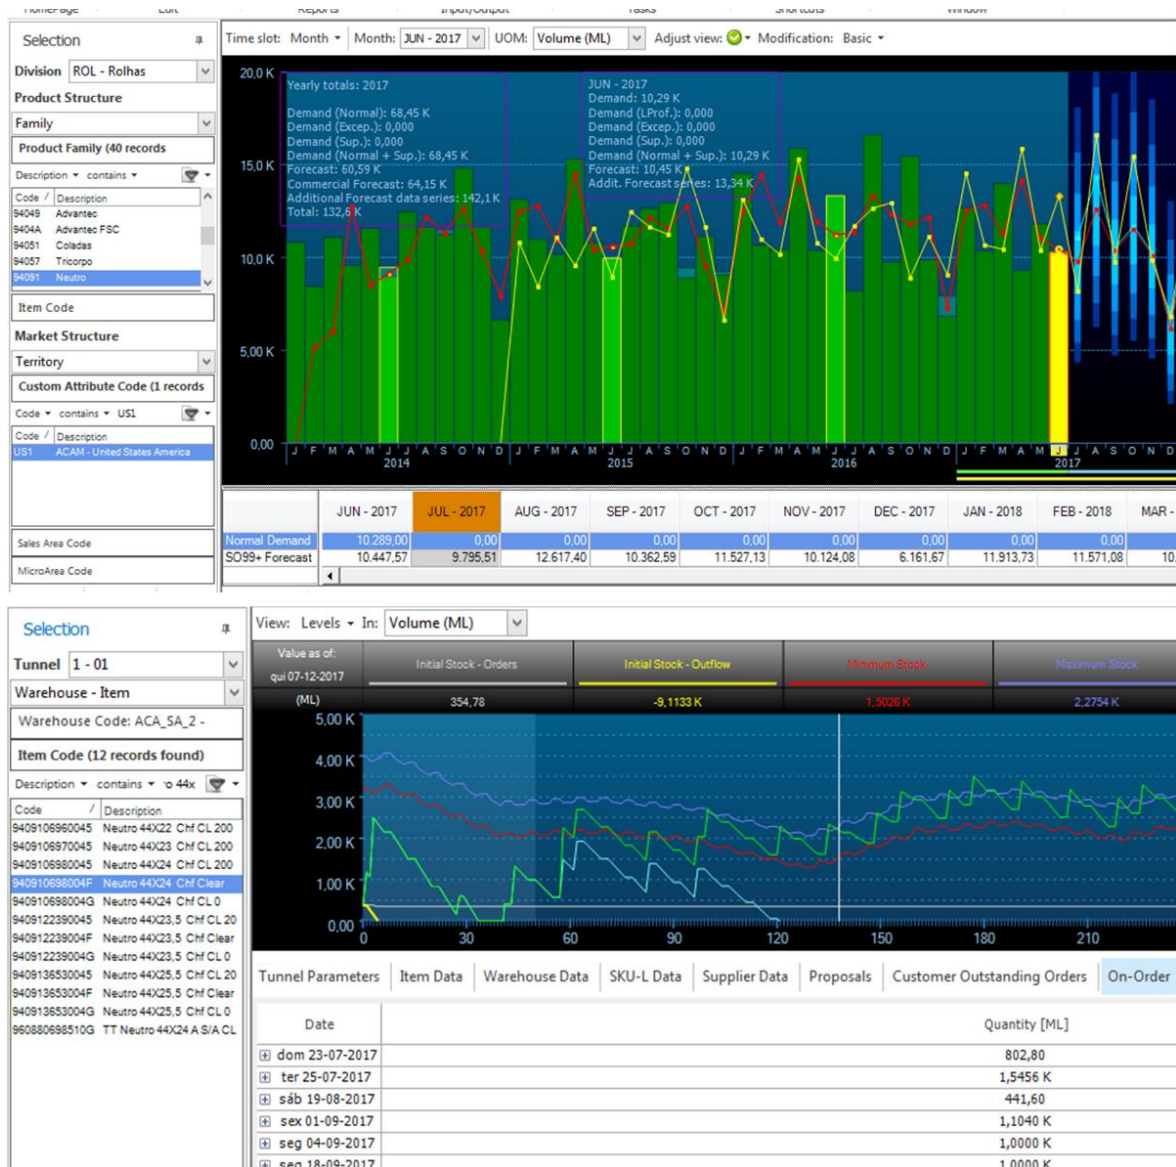 HomePage Edit Reports Input/Output Tasks Shortcuts Window
Selection
Division ROL - Rolhas
Product Structure
Family
Product Family (40 records
Description contains
Code / Description
94049 Advantec
9404A Advantec FSC
94051 Coladas
94057 Tricorpo
94091 Neutro
Item Code
Market Structure
Territory
Custom Attribute Code (1 records
Code contains US1
Code / Description
US1 ACAM - United States America
Sales Area Code
MicroArea Code
Time slot: Month Month: JUN - 2017 UOM: Volume (ML) Adjust view: Modification: Basic
20,0 K
15,0 K
10,0 K
5,00 K
0,00
Yearly totals: 2017
Demand (Normal): 68,45 K
Demand (Excep.): 0,000
Demand (Sup.): 0,000
Demand (Normal + Sup.): 68,45 K
Forecast: 60,59 K
Commercial Forecast: 64,15 K
Additional Forecast data series: 142,1 K
Total: 132,6 K
JUN - 2017
Demand: 10,29 K
Demand (LProf.): 0,000
Demand (Excep.): 0,000
Demand (Sup.): 0,000
Demand (Normal + Sup.): 10,29 K
Forecast: 10,45 K
Addit. Forecast series: 13,34 K
J F M A M J J A S O N D J F M A M J J A S O N D J F M A M J J A S O N D J F M A M J J A S O N D
2014 2015 2016 2017
JUN - 2017 JUL - 2017 AUG - 2017 SEP - 2017 OCT - 2017 NOV - 2017 DEC - 2017 JAN - 2018 FEB - 2018 MAR -
Normal Demand 10.289,00 0,00 0,00 0,00 0,00 0,00 0,00 0,00 0,00
SO99+ Forecast 10.447,57 9.795,51 12.617,40 10.362,59 11.527,13 10.124,08 6.161,67 11.913,73 11.571,08 10.
Selection
Tunnel 1 - 01
Warehouse - Item
Warehouse Code: ACA_SA_2 -
Item Code (12 records found)
Description contains o 44x
Code / Description
9409106960045 Neutro 44X22 Chf CL 200
9409106970045 Neutro 44X23 Chf CL 200
9409106980045 Neutro 44X24 Chf CL 200
940910698004F Neutro 44X24 Chf Clear
940910698004G Neutro 44X24 Chf CL 0
9409122390045 Neutro 44X23,5 Chf CL 20
940912239004F Neutro 44X23,5 Chf Clear
940912239004G Neutro 44X23,5 Chf CL 0
9409136530045 Neutro 44X25,5 Chf CL 20
940913653004F Neutro 44X25,5 Chf Clear
940913653004G Neutro 44X25,5 Chf CL 0
960880698510G TT Neutro 44X24 A S/A CL
View: Levels In: Volume (ML)
Value as of:
qui 07-12-2017
Initial Stock - Orders Initial Stock - Outflow Minimum Stock Maximum Stock
(ML) 354,78 -9,1133 K 1,5026 K 2,2754 K
5,00 K
4,00 K
3,00 K
2,00 K
1,00 K
0,00
0 30 60 90 120 150 180 210
Tunnel Parameters Item Data Warehouse Data SKU-L Data Supplier Data Proposals Customer Outstanding Orders On-Order
Date Quantity [ML]
dom 23-07-2017 802,80
ter 25-07-2017 1,5456 K
sáb 19-08-2017 441,60
sex 01-09-2017 1,1040 K
seg 04-09-2017 1,0000 K
seg 18-09-2017 1,0000 K